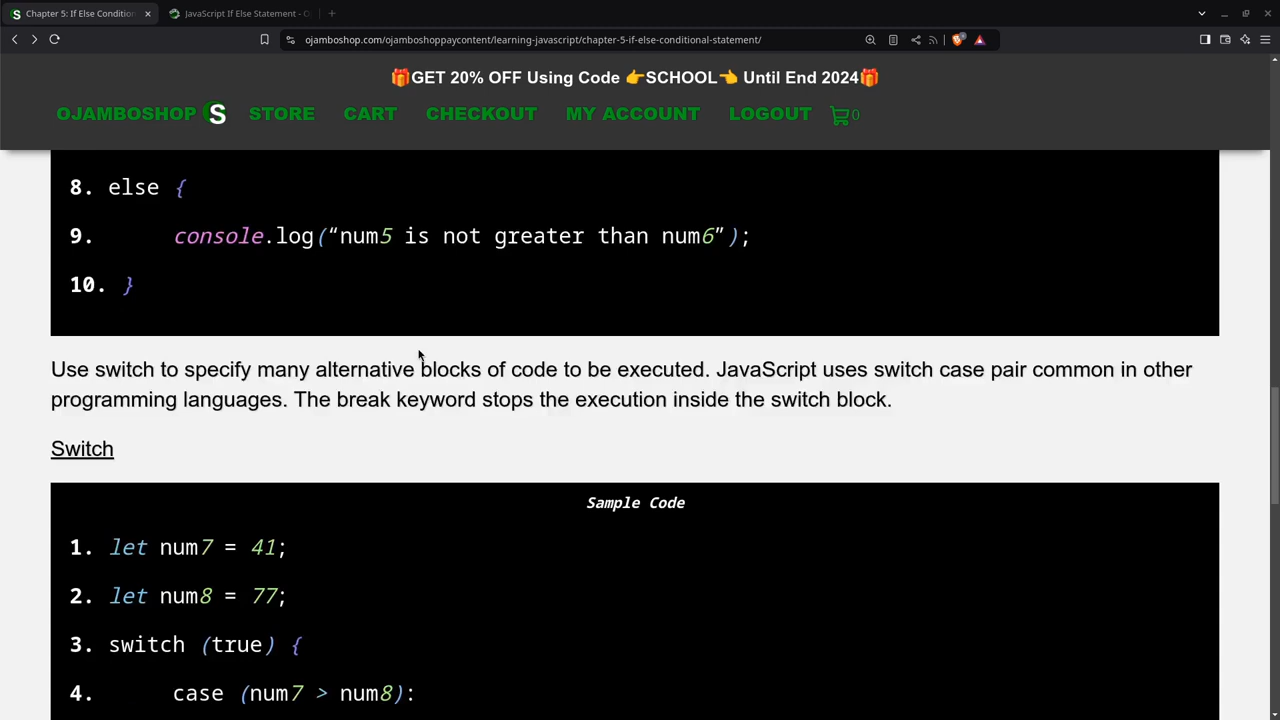 Chapter 5: If Else Condition
JavaScript If Else Statement - O
ojamboshop.com/ojamboshoppaycontent/learning-javascript/chapter-5-if-else-conditional-statement/
🎁GET 20% OFF Using Code 👉SCHOOL👈 Until End 2024🎁
OJAMBOSHOP S STORE CART CHECKOUT MY ACCOUNT LOGOUT 0
8. else {
9. console.log(“num5 is not greater than num6”);
10. }
Use switch to specify many alternative blocks of code to be executed. JavaScript uses switch case pair common in other
programming languages. The break keyword stops the execution inside the switch block.
Switch
Sample Code
1. let num7 = 41;
2. let num8 = 77;
3. switch (true) {
4. case (num7 > num8):